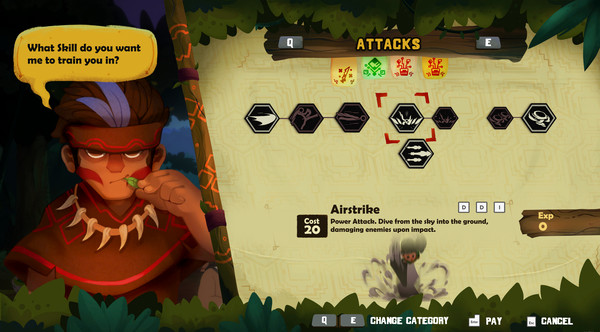 What Skill do you want
me to train you in?
Q
ATTACKS
E
Airstrike
D D I
Cost
20
Power Attack. Dive from the sky into the ground,
damaging enemies upon impact.
Exp
0
Q E CHANGE CATEGORY
PAY
CANCEL